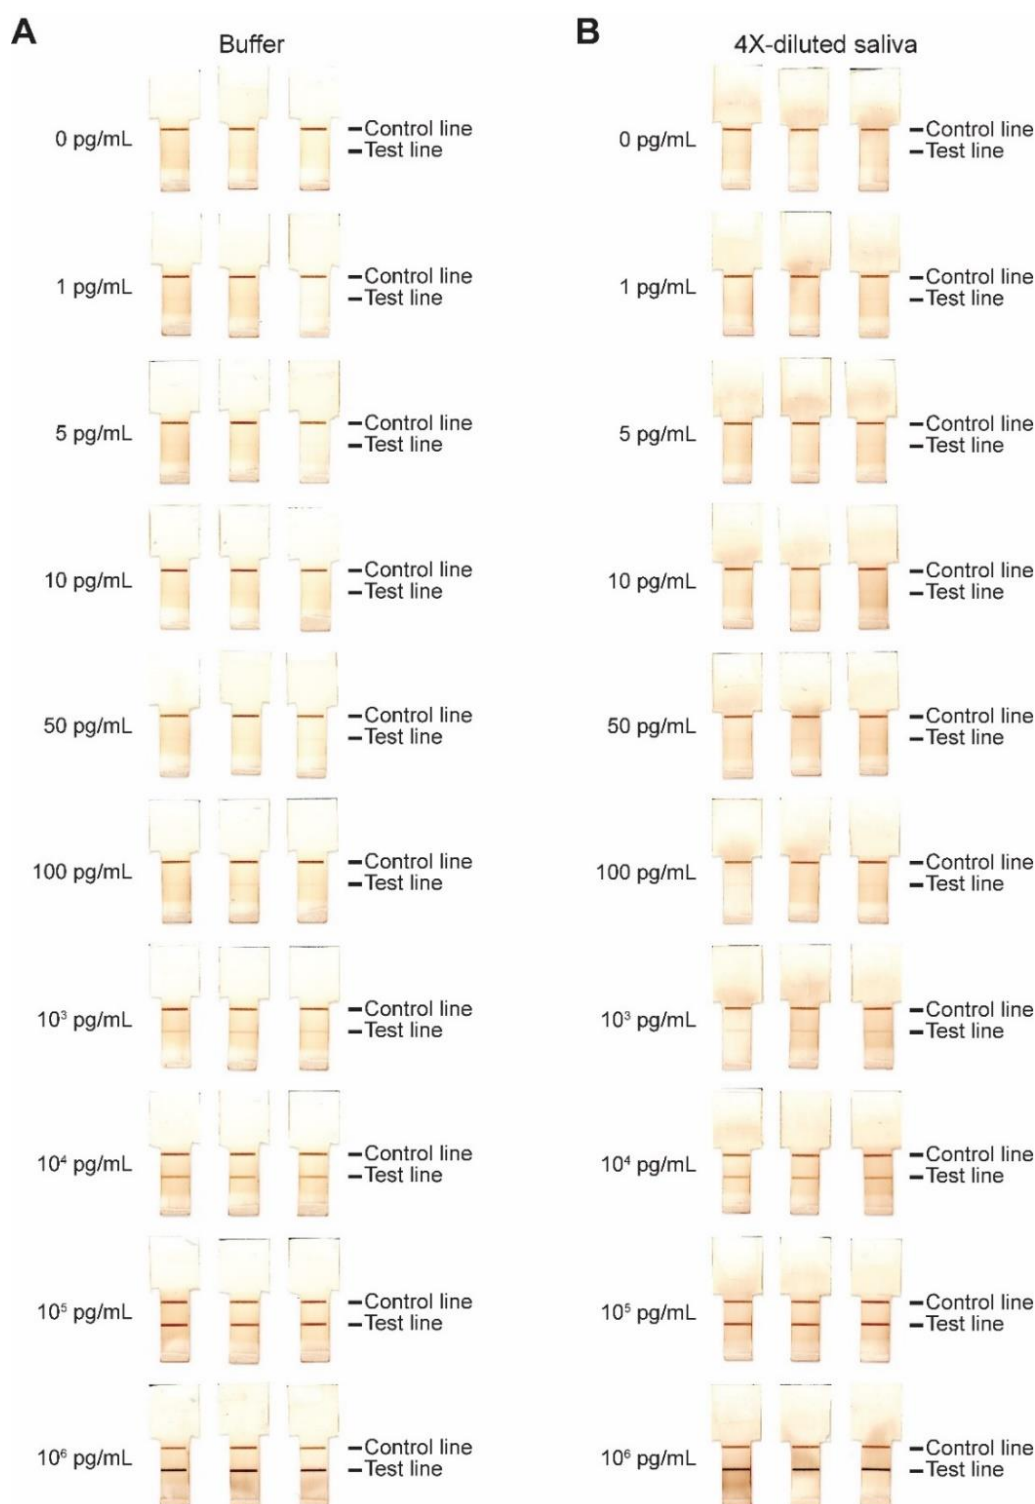 A
Buffer
0 pg/mL
Control line
Test line
1 pg/mL
Control line
Test line
5 pg/mL
Control line
Test line
10 pg/mL
Control line
Test line
50 pg/mL
Control line
Test line
100 pg/mL
Control line
Test line
10³ pg/mL
Control line
Test line
10⁴ pg/mL
Control line
Test line
10⁵ pg/mL
Control line
Test line
10⁶ pg/mL
Control line
Test line
B
4X-diluted saliva
0 pg/mL
Control line
Test line
1 pg/mL
Control line
Test line
5 pg/mL
Control line
Test line
10 pg/mL
Control line
Test line
50 pg/mL
Control line
Test line
100 pg/mL
Control line
Test line
10³ pg/mL
Control line
Test line
10⁴ pg/mL
Control line
Test line
10⁵ pg/mL
Control line
Test line
10⁶ pg/mL
Control line
Test line